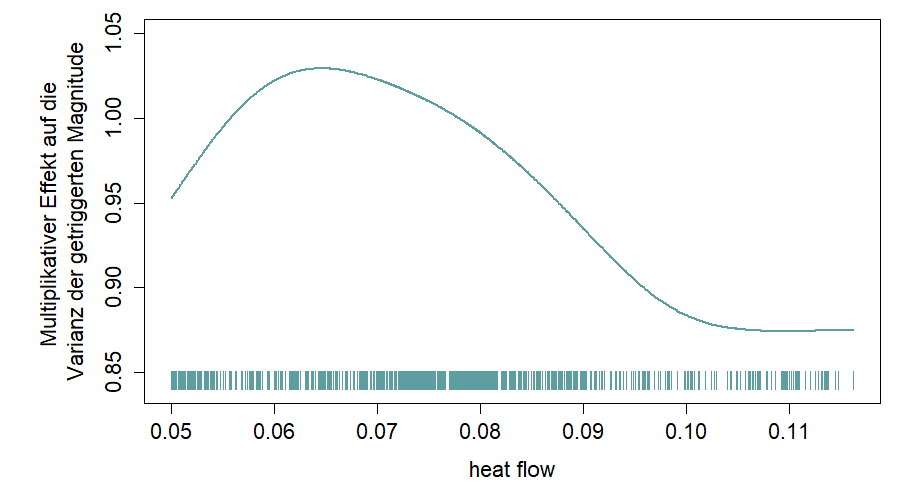 Multiplikativer Effekt auf die
Varianz der getriggerten Magnitude
1.05
1.00
0.95
0.90
0.85
0.05 0.06 0.07 0.08 0.09 0.10 0.11
heat flow